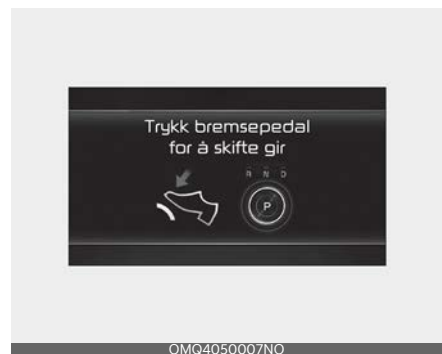 Trykk bremsepedal
for å skifte gir
R N D
P
OMQ4050007NO